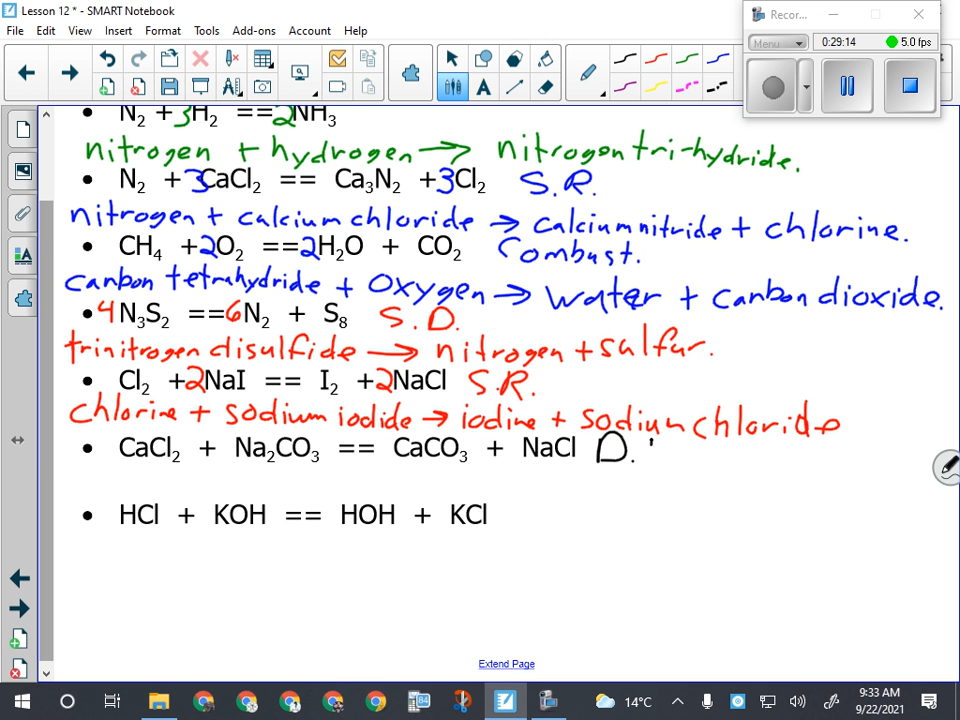 Lesson 12 * - SMART Notebook
Recor...
File Edit View Insert Format Tools Add-ons Account Help
Menu 0:29:14 5.0 fps
N₂ + 3H₂ == 2NH₃
nitrogen + hydrogen → nitrogen tri-hydride.
N₂ + 3CaCl₂ == Ca₃N₂ + 3Cl₂ S.R.
nitrogen + calcium chloride → calcium nitride + chlorine.
CH₄ + 2O₂ == 2H₂O + CO₂ Combust.
carbon tetrahydride + Oxygen → water + carbon dioxide.
4 N₃S₂ == 6N₂ + S₈ S.D.
trinitrogen disulfide → nitrogen + sulfur.
Cl₂ + 2NaI == I₂ + 2NaCl S.R.
chlorine + sodium iodide → iodine + sodium chloride
CaCl₂ + Na₂CO₃ == CaCO₃ + NaCl D.
HCl + KOH == HOH + KCl
Extend Page
14°C
9:33 AM
9/22/2021